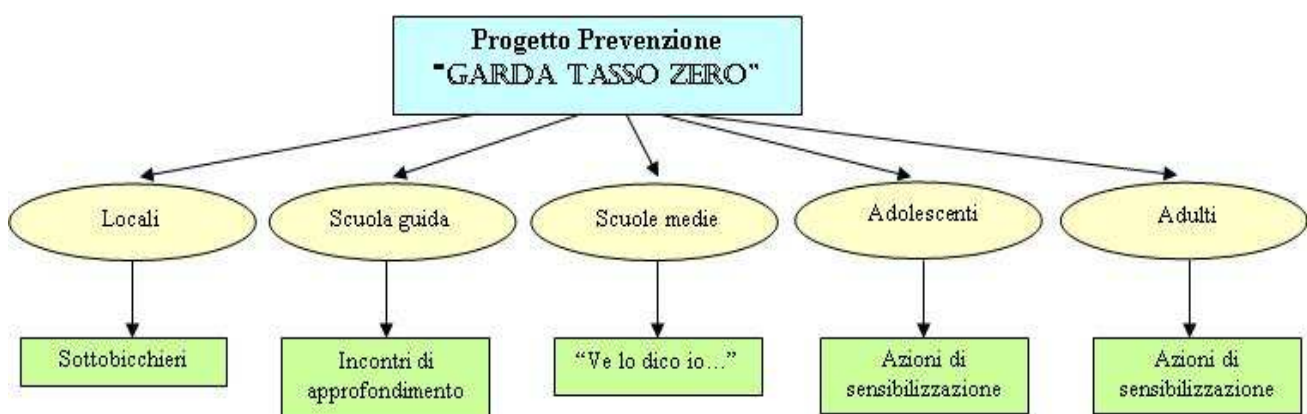 Progetto Prevenzione
"GARDA TASSO ZERO"
Locali
Scuola guida
Scuole medie
Adolescenti
Adulti
Sottobicchieri
Incontri di
approfondimento
"Ve lo dico io..."
Azioni di
sensibilizzazione
Azioni di
sensibilizzazione